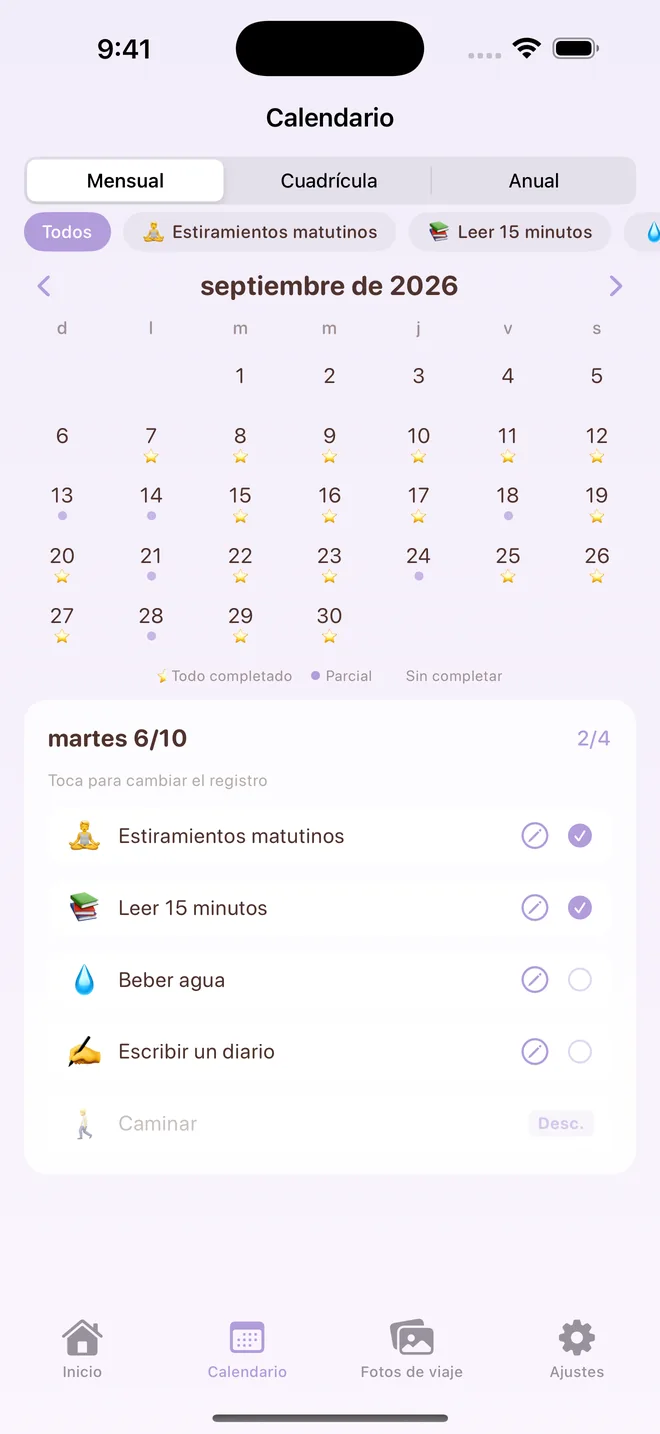 9:41
Calendario
Mensual Cuadrícula Anual
Todos Estiramientos matutinos Leer 15 minutos
septiembre de 2026
d l m m j v s
1 2 3 4 5
6 7 8 9 10 11 12
13 14 15 16 17 18 19
20 21 22 23 24 25 26
27 28 29 30
Todo completado Parcial Sin completar
martes 6/10 2/4
Toca para cambiar el registro
Estiramientos matutinos
Leer 15 minutos
Beber agua
Escribir un diario
Caminar Desc.
Inicio Calendario Fotos de viaje Ajustes